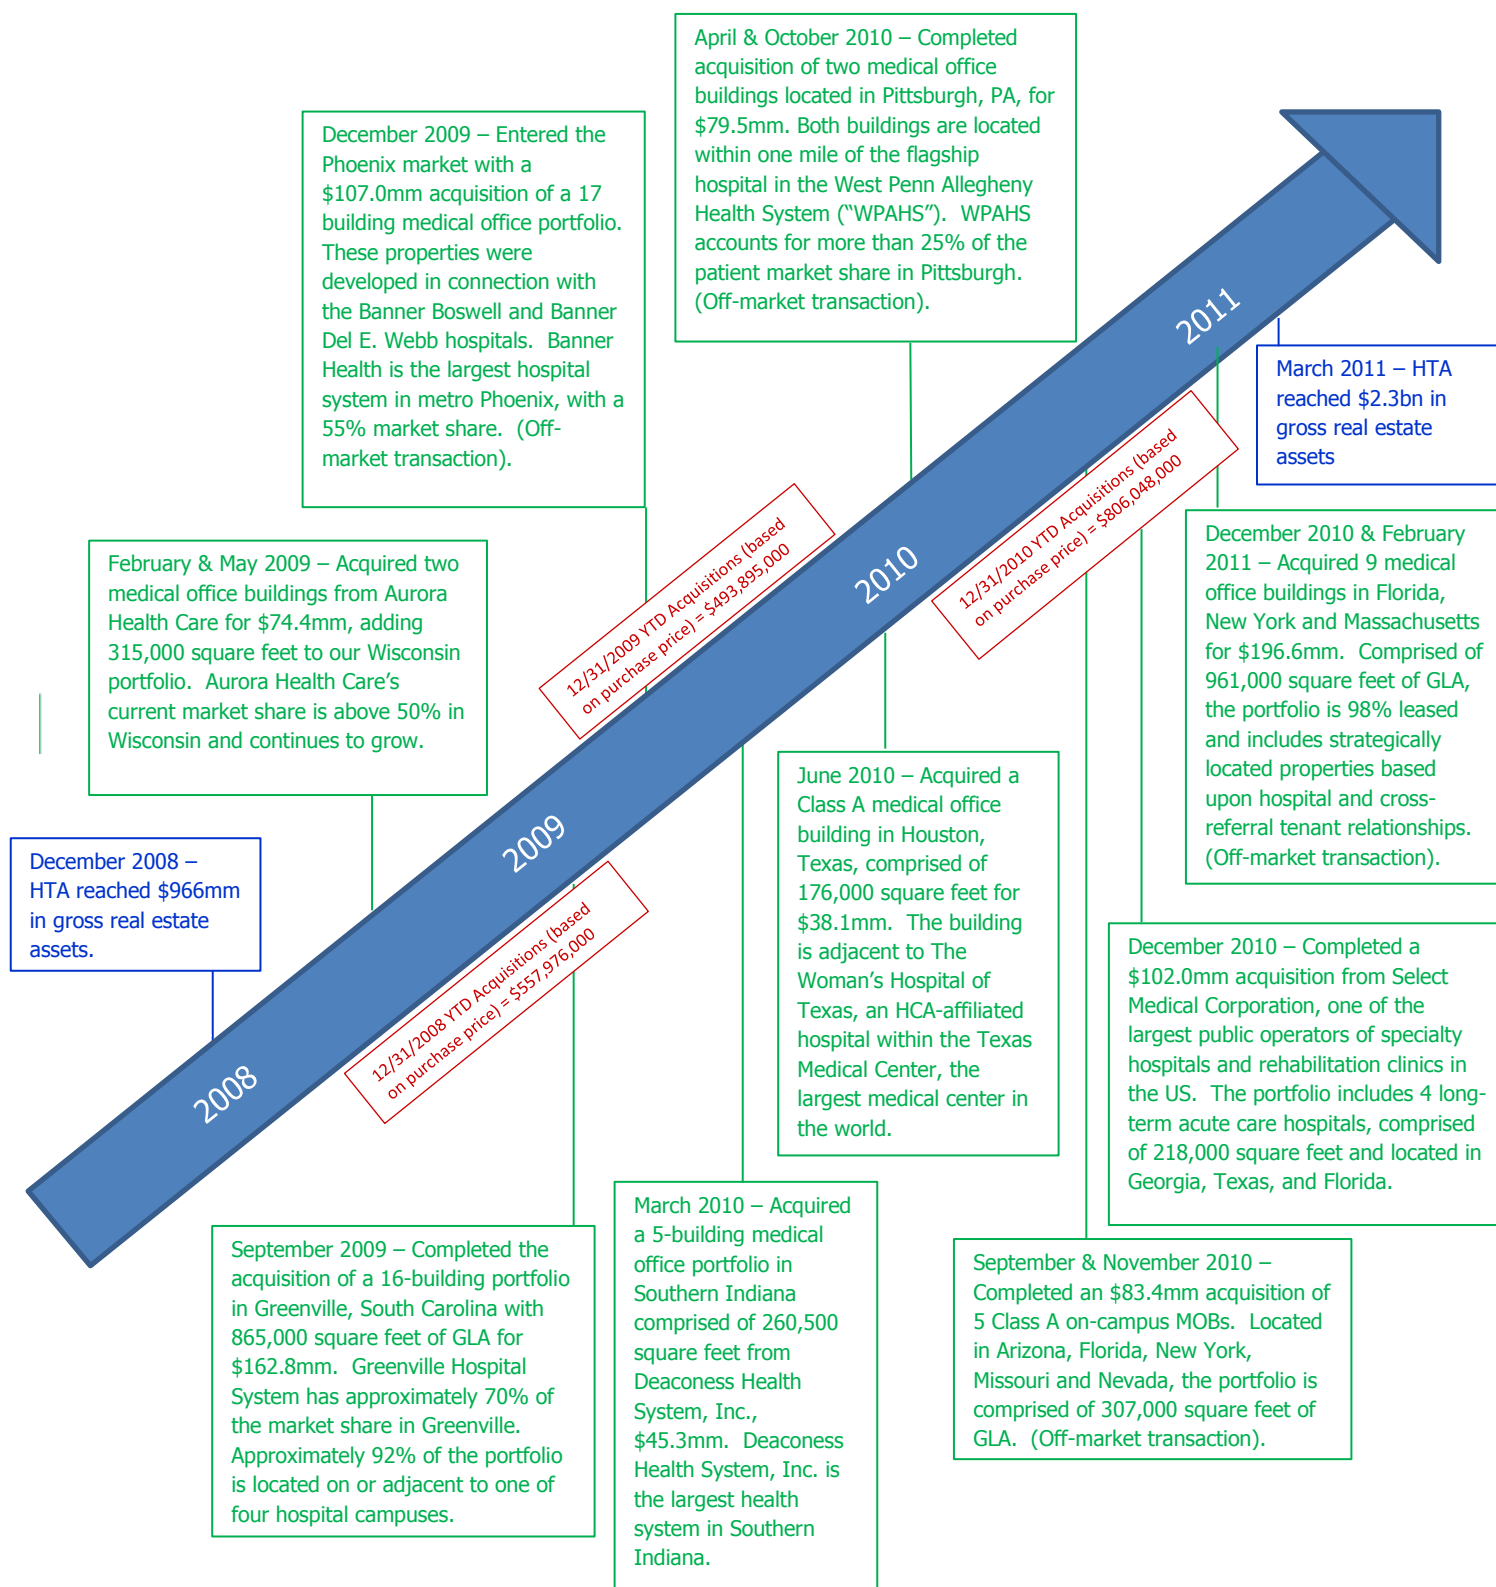 April & October 2010 – Completed
acquisition of two medical office
buildings located in Pittsburgh, PA, for
$79.5mm. Both buildings are located
within one mile of the flagship
hospital in the West Penn Allegheny
Health System (“WPAHS”).  WPAHS
accounts for more than 25% of the
patient market share in Pittsburgh.
(Off-market transaction).
December 2009 – Entered the
Phoenix market with a
$107.0mm acquisition of a 17
building medical office portfolio.
These properties were
developed in connection with
the Banner Boswell and Banner
Del E. Webb hospitals.  Banner
Health is the largest hospital
system in metro Phoenix, with a
55% market share.  (Off-
market transaction).
2011
March 2011 – HTA
reached $2.3bn in
gross real estate
assets
12/31/2010 YTD Acquisitions (based
on purchase price) = $806,048,000
12/31/2009 YTD Acquisitions (based
on purchase price) = $493,895,000
2010
February & May 2009 – Acquired two
medical office buildings from Aurora
Health Care for $74.4mm, adding
315,000 square feet to our Wisconsin
portfolio.  Aurora Health Care’s
current market share is above 50% in
Wisconsin and continues to grow.
December 2010 & February
2011 – Acquired 9 medical
office buildings in Florida,
New York and Massachusetts
for $196.6mm.  Comprised of
961,000 square feet of GLA,
the portfolio is 98% leased
and includes strategically
located properties based
upon hospital and cross-
referral tenant relationships.
(Off-market transaction).
June 2010 – Acquired a
Class A medical office
building in Houston,
Texas, comprised of
176,000 square feet for
$38.1mm.  The building
is adjacent to The
Woman’s Hospital of
Texas, an HCA-affiliated
hospital within the Texas
Medical Center, the
largest medical center in
the world.
2009
December 2008 –
HTA reached $966mm
in gross real estate
assets.
12/31/2008 YTD Acquisitions (based
on purchase price) = $557,976,000
2008
December 2010 – Completed a
$102.0mm acquisition from Select
Medical Corporation, one of the
largest public operators of specialty
hospitals and rehabilitation clinics in
the US.  The portfolio includes 4 long-
term acute care hospitals, comprised
of 218,000 square feet and located in
Georgia, Texas, and Florida.
September 2009 – Completed the
acquisition of a 16-building portfolio
in Greenville, South Carolina with
865,000 square feet of GLA for
$162.8mm.  Greenville Hospital
System has approximately 70% of
the market share in Greenville.
Approximately 92% of the portfolio
is located on or adjacent to one of
four hospital campuses.
March 2010 – Acquired
a 5-building medical
office portfolio in
Southern Indiana
comprised of 260,500
square feet from
Deaconess Health
System, Inc.,
$45.3mm.  Deaconess
Health System, Inc. is
the largest health
system in Southern
Indiana.
September & November 2010 –
Completed an $83.4mm acquisition of
5 Class A on-campus MOBs.  Located
in Arizona, Florida, New York,
Missouri and Nevada, the portfolio is
comprised of 307,000 square feet of
GLA.  (Off-market transaction).